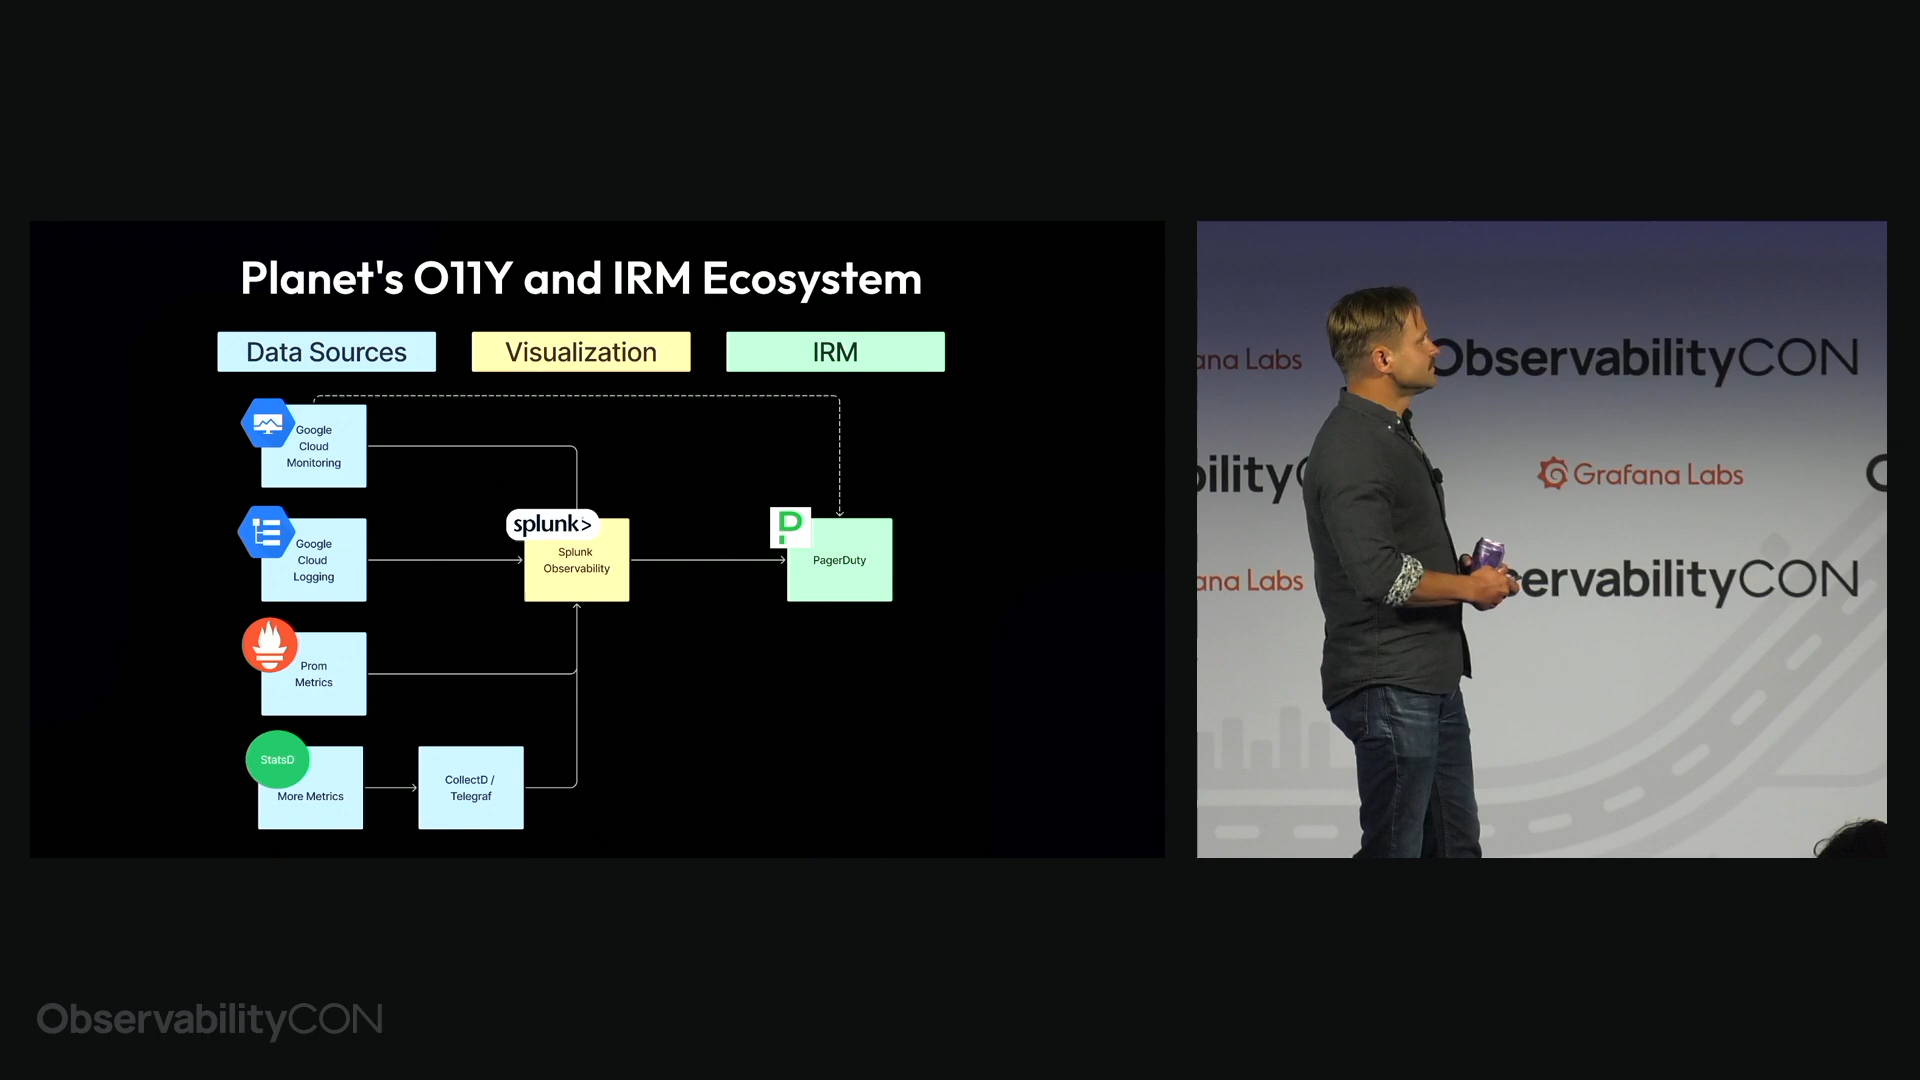 Planet's O11Y and IRM Ecosystem
Data Sources
Visualization
IRM
Google
Cloud
Monitoring
Google
Cloud
Logging
splunk>
Splunk
Observability
P
PagerDuty
Prom
Metrics
StatsD
More Metrics
CollectD /
Telegraf
ana Labs
ObservabilityCON
bility
Grafana Labs
ana Labs
servabilityCON
ObservabilityCON